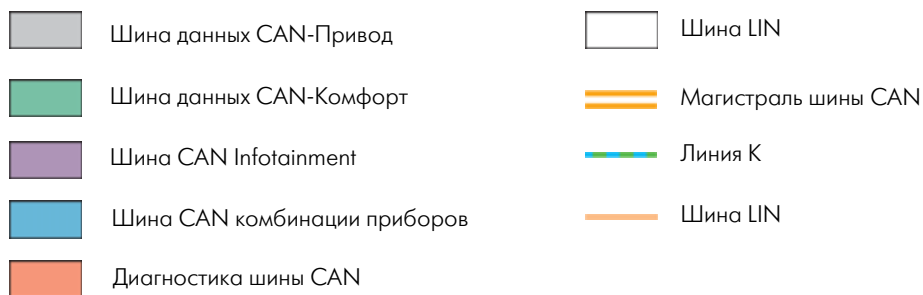 Шина данных CAN-Привод
Шина данных CAN-Комфорт
Шина CAN Infotainment
Шина CAN комбинации приборов
Диагностика шины CAN
Шина LIN
Магистраль шины CAN
Линия K
Шина LIN